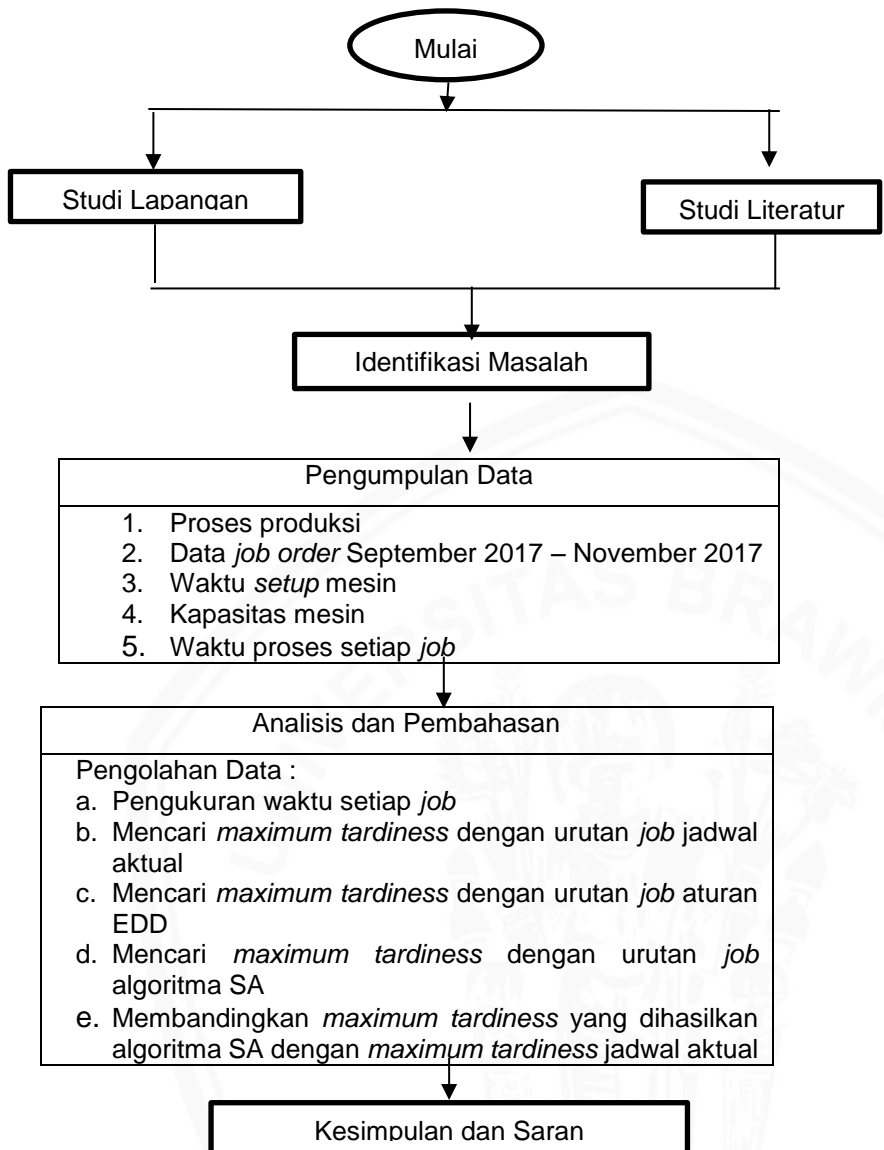 Mulai
Studi Lapangan
Studi Literatur
Identifikasi Masalah
Pengumpulan Data
1. Proses produksi
2. Data job order September 2017 – November 2017
3. Waktu setup mesin
4. Kapasitas mesin
5. Waktu proses setiap job
Analisis dan Pembahasan
Pengolahan Data :
a. Pengukuran waktu setiap job
b. Mencari maximum tardiness dengan urutan job jadwal
aktual
c. Mencari maximum tardiness dengan urutan job aturan
EDD
d. Mencari maximum tardiness dengan urutan job
algoritma SA
e. Membandingkan maximum tardiness yang dihasilkan
algoritma SA dengan maximum tardiness jadwal aktual
Kesimpulan dan Saran
UNIVERSITAS BRAW